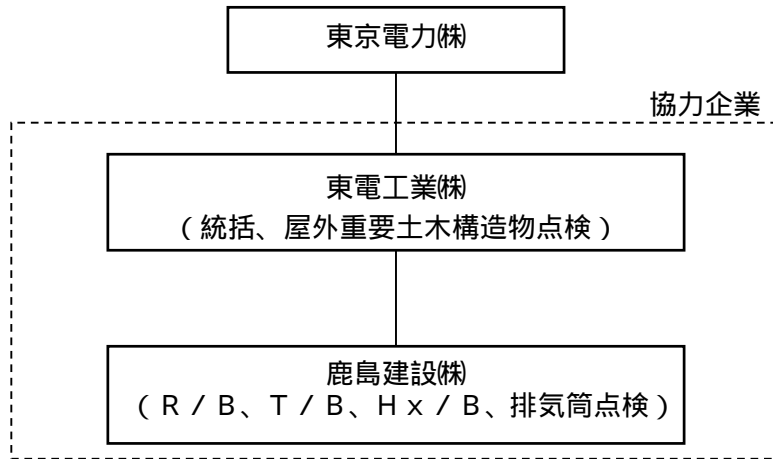 東京電力㈱
協力企業
東電工業㈱
（統括、屋外重要土木構造物点検）
鹿島建設㈱
（Ｒ／Ｂ、Ｔ／Ｂ、Ｈｘ／Ｂ、排気筒点検）